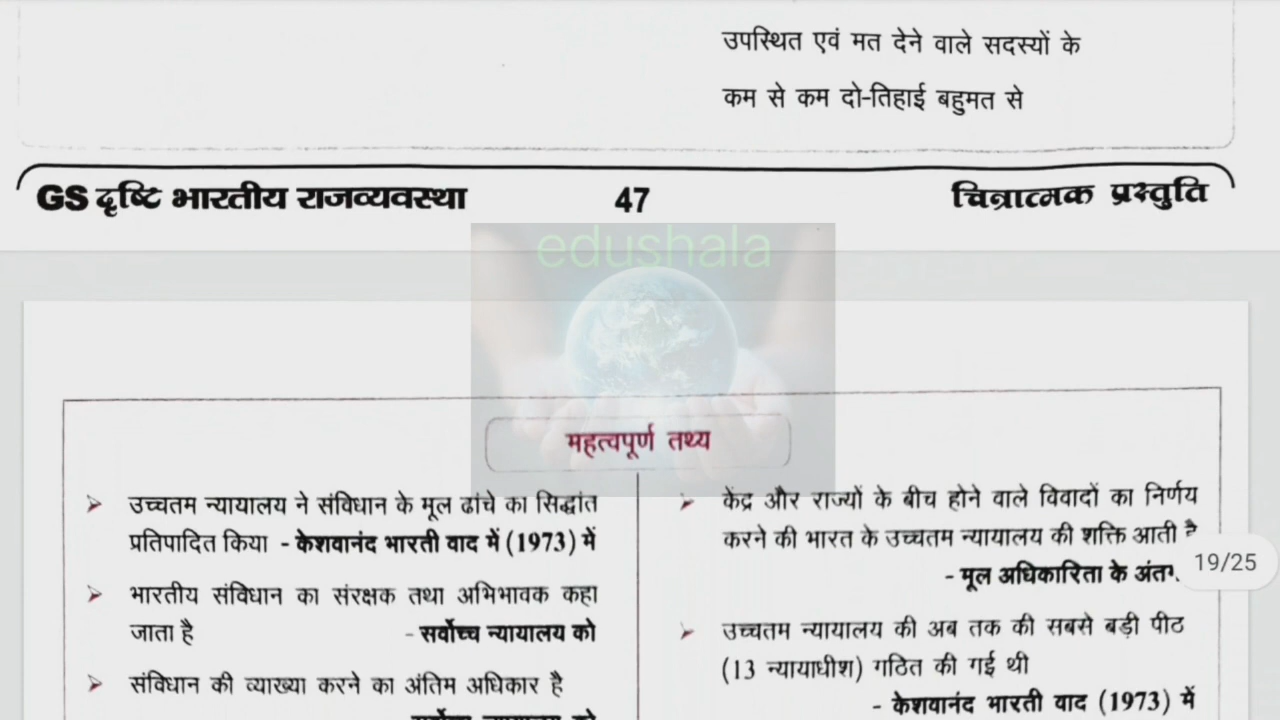 उपस्थित एवं मत देने वाले सदस्यों के
कम से कम दो-तिहाई बहुमत से
GS दृष्टि भारतीय राजव्यवस्था 47 चित्रात्मक प्रस्तुति
edushala
महत्वपूर्ण तथ्य
➢ उच्चतम न्यायालय ने संविधान के मूल ढांचे का सिद्धांत
प्रतिपादित किया - केशवानंद भारती वाद में (1973) में
➢ भारतीय संविधान का संरक्षक तथा अभिभावक कहा
जाता है - सर्वोच्च न्यायालय को
➢ संविधान की व्याख्या करने का अंतिम अधिकार है
➢ केंद्र और राज्यों के बीच होने वाले विवादों का निर्णय
करने की भारत के उच्चतम न्यायालय की शक्ति आती है
- मूल अधिकारिता के
19/25
➢ उच्चतम न्यायालय की अब तक की सबसे बड़ी पीठ
(13 न्यायाधीश) गठित की गई थी
- केशवानंद भारती वाद (1973) में